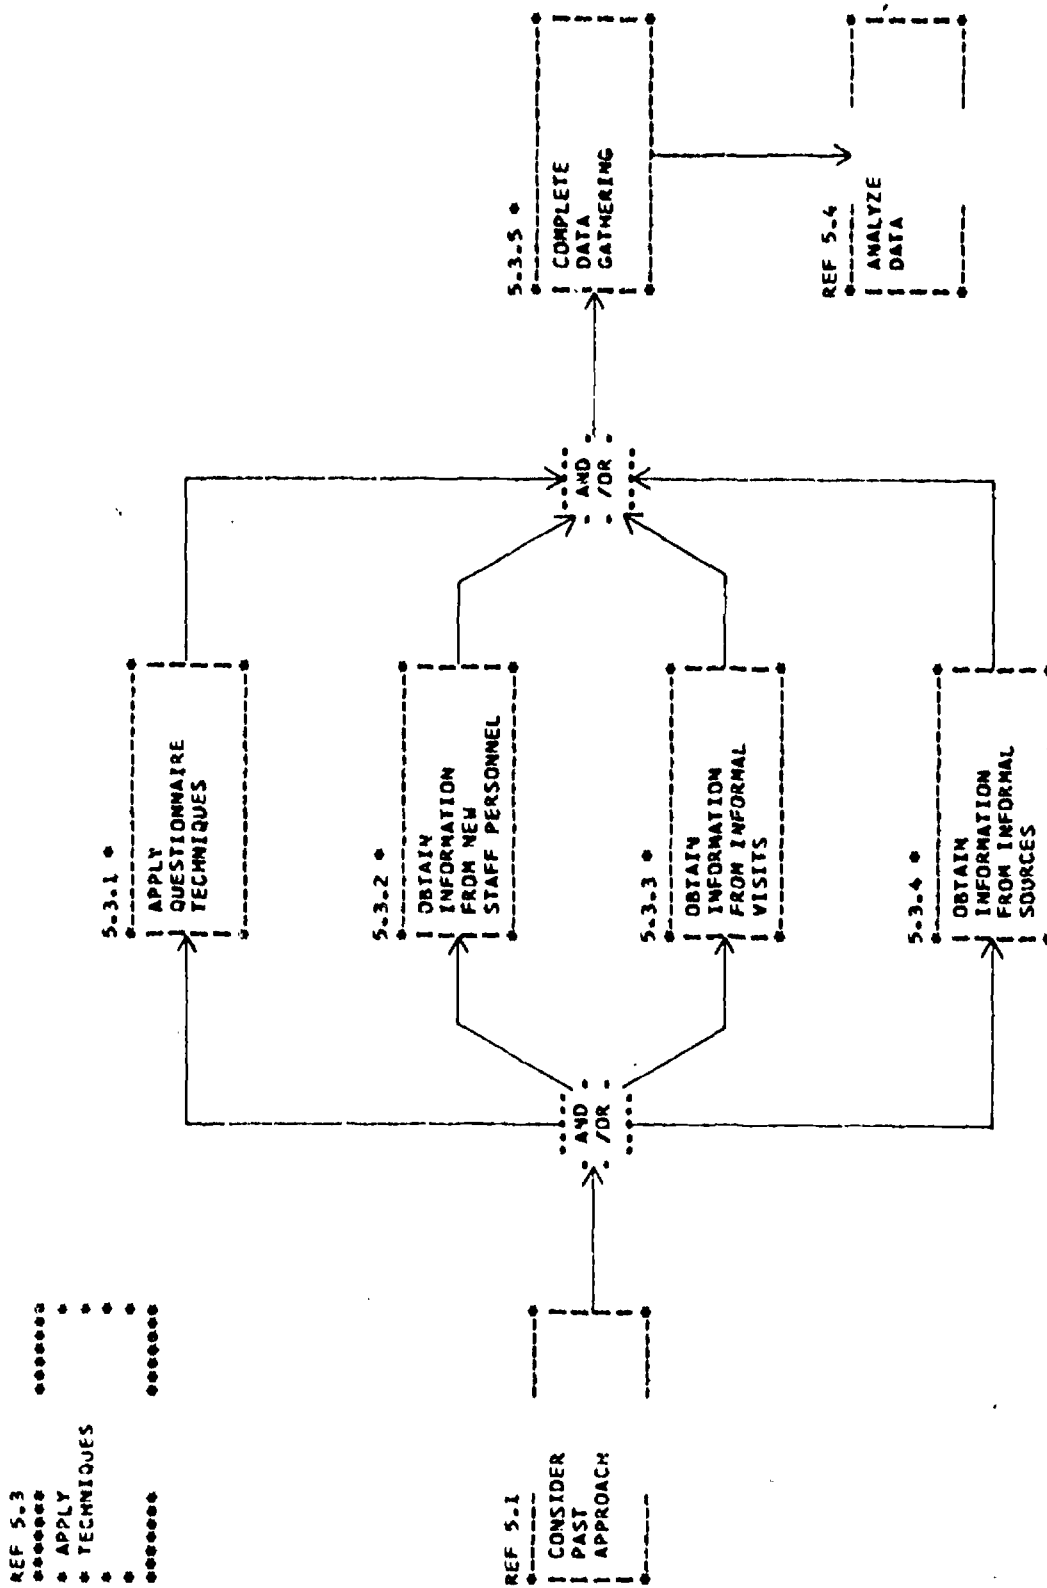 REF 5.3
APPLY
TECHNIQUES
REF 5.1
CONSIDER
PAST
APPROACH
AND
/OR
5.3.1 *
APPLY
QUESTIONNAIRE
TECHNIQUES
5.3.2 *
OBTAIN
INFORMATION
FROM NEW
STAFF PERSONNEL
5.3.3 *
OBTAIN
INFORMATION
FROM INFORMAL
VISITS
5.3.4 *
OBTAIN
INFORMATION
FROM INFORMAL
SOURCES
AND
/OR
5.3.5 *
COMPLETE
DATA
GATHERING
REF 5.4
ANALYZE
DATA